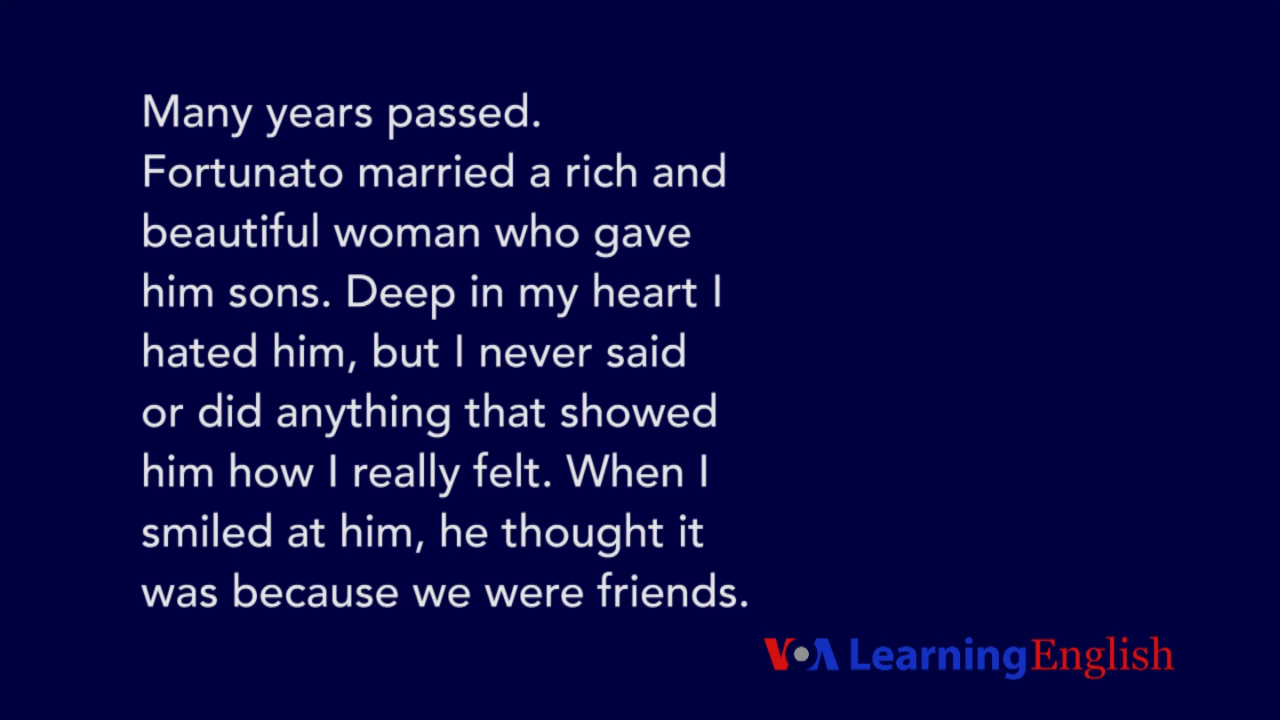 Many years passed.
Fortunato married a rich and
beautiful woman who gave
him sons. Deep in my heart I
hated him, but I never said
or did anything that showed
him how I really felt. When I
smiled at him, he thought it
was because we were friends.
VOA Learning English